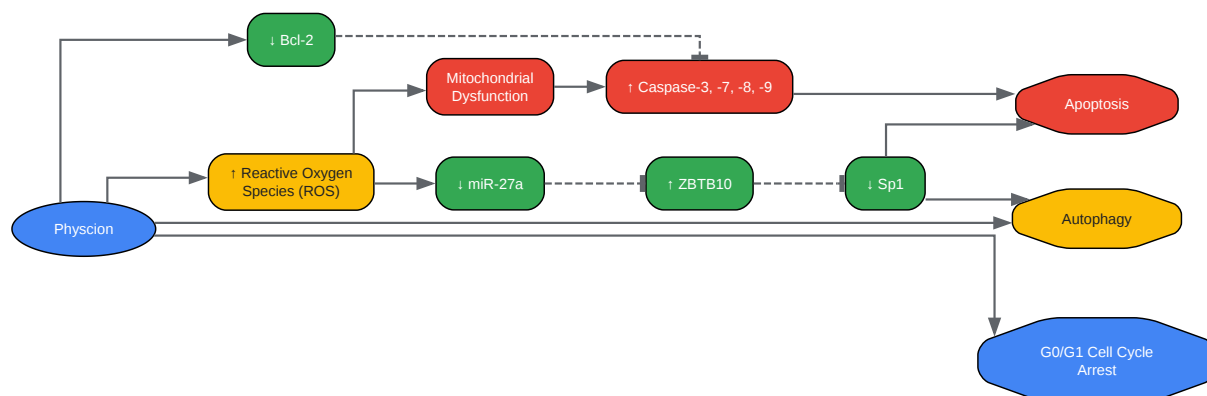 ↓ Bcl-2
Mitochondrial
Dysfunction
↑ Caspase-3, -7, -8, -9
Apoptosis
↑ Reactive Oxygen
Species (ROS)
↓ miR-27a
↑ ZBTB10
↓ Sp1
Physcion
Autophagy
G0/G1 Cell Cycle
Arrest